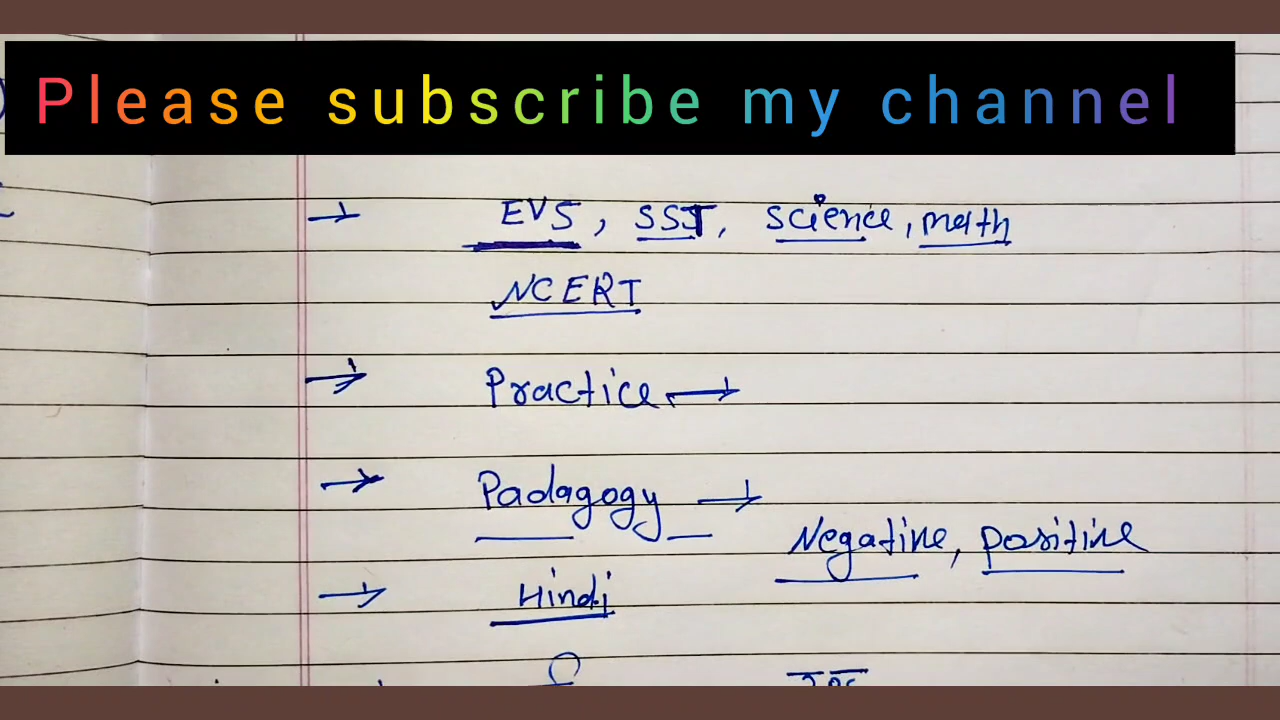 Please subscribe my channel
→ EVS, SST, Science, math
NCERT
→ Practice →
→ Padagogy →
Negative, positive
→ Hindi